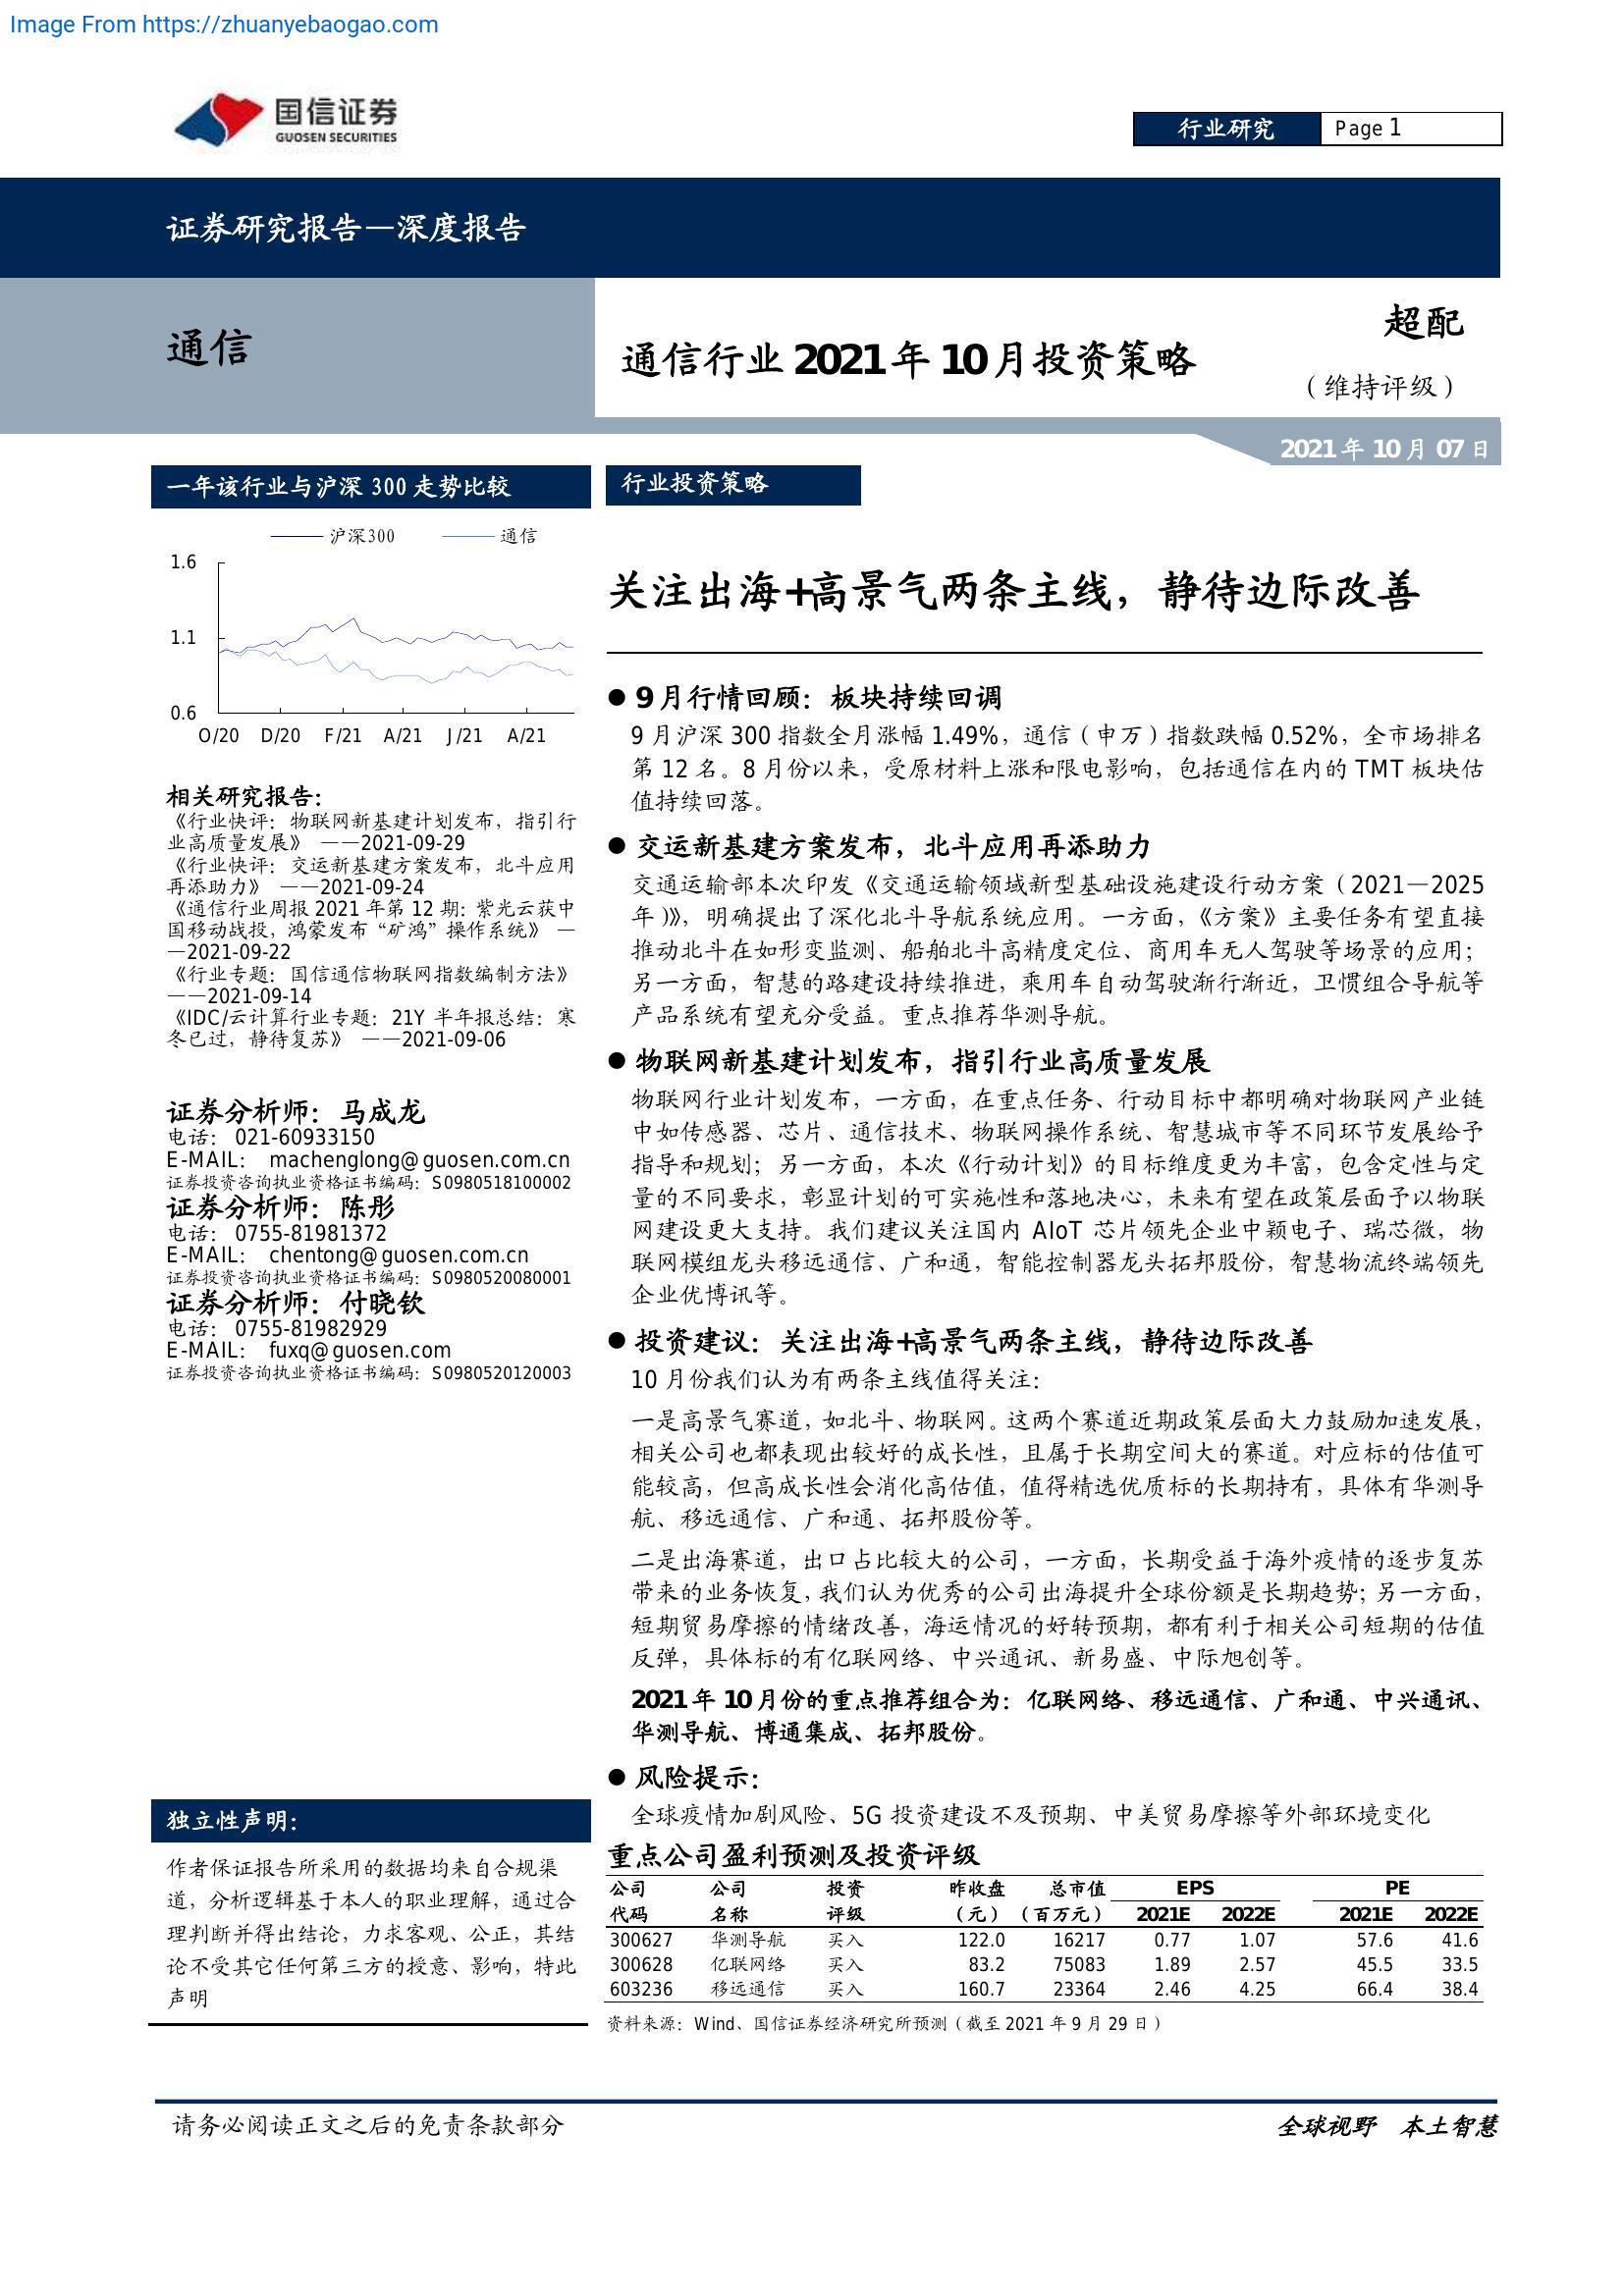 Image From https://zhuanyebaogao.com
国信证券
GUOSEN SECURITIES
行业研究 Page 1
证券研究报告—深度报告
通信
通信行业 2021 年 10 月投资策略
超配
（维持评级）
2021 年 10 月 07 日
一年该行业与沪深 300 走势比较
沪深300 通信
1.6
1.1
0.6
O/20 D/20 F/21 A/21 J/21 A/21
相关研究报告：
《行业快评：物联网新基建计划发布，指引行
业高质量发展》 ——2021-09-29
《行业快评：交运新基建方案发布，北斗应用
再添助力》 ——2021-09-24
《通信行业周报 2021 年第 12 期：紫光云获中
国移动战投，鸿蒙发布“矿鸿”操作系统》 —
—2021-09-22
《行业专题：国信通信物联网指数编制方法》
——2021-09-14
《IDC/云计算行业专题：21Y 半年报总结：寒
冬已过，静待复苏》 ——2021-09-06
证券分析师：马成龙
电话： 021-60933150
E-MAIL： machenglong@guosen.com.cn
证券投资咨询执业资格证书编码：S0980518100002
证券分析师：陈彤
电话： 0755-81981372
E-MAIL： chentong@guosen.com.cn
证券投资咨询执业资格证书编码：S0980520080001
证券分析师：付晓钦
电话： 0755-81982929
E-MAIL： fuxq@guosen.com
证券投资咨询执业资格证书编码：S0980520120003
独立性声明：
作者保证报告所采用的数据均来自合规渠
道，分析逻辑基于本人的职业理解，通过合
理判断并得出结论，力求客观、公正，其结
论不受其它任何第三方的授意、影响，特此
声明
行业投资策略
关注出海+高景气两条主线，静待边际改善
● 9 月行情回顾：板块持续回调
9 月沪深 300 指数全月涨幅 1.49%，通信（申万）指数跌幅 0.52%，全市场排名
第 12 名。8 月份以来，受原材料上涨和限电影响，包括通信在内的 TMT 板块估
值持续回落。
● 交运新基建方案发布，北斗应用再添助力
交通运输部本次印发《交通运输领域新型基础设施建设行动方案（2021—2025
年）》，明确提出了深化北斗导航系统应用。一方面，《方案》主要任务有望直接
推动北斗在如形变监测、船舶北斗高精度定位、商用车无人驾驶等场景的应用；
另一方面，智慧的路建设持续推进，乘用车自动驾驶渐行渐近，卫惯组合导航等
产品系统有望充分受益。重点推荐华测导航。
● 物联网新基建计划发布，指引行业高质量发展
物联网行业计划发布，一方面，在重点任务、行动目标中都明确对物联网产业链
中如传感器、芯片、通信技术、物联网操作系统、智慧城市等不同环节发展给予
指导和规划；另一方面，本次《行动计划》的目标维度更为丰富，包含定性与定
量的不同要求，彰显计划的可实施性和落地决心，未来有望在政策层面予以物联
网建设更大支持。我们建议关注国内 AIoT 芯片领先企业中颖电子、瑞芯微，物
联网模组龙头移远通信、广和通，智能控制器龙头拓邦股份，智慧物流终端领先
企业优博讯等。
● 投资建议：关注出海+高景气两条主线，静待边际改善
10 月份我们认为有两条主线值得关注：
一是高景气赛道，如北斗、物联网。这两个赛道近期政策层面大力鼓励加速发展，
相关公司也都表现出较好的成长性，且属于长期空间大的赛道。对应标的估值可
能较高，但高成长性会消化高估值，值得精选优质标的长期持有，具体有华测导
航、移远通信、广和通、拓邦股份等。
二是出海赛道，出口占比较大的公司，一方面，长期受益于海外疫情的逐步复苏
带来的业务恢复，我们认为优秀的公司出海提升全球份额是长期趋势；另一方面，
短期贸易摩擦的情绪改善，海运情况的好转预期，都有利于相关公司短期的估值
反弹，具体标的有亿联网络、中兴通讯、新易盛、中际旭创等。
2021 年 10 月份的重点推荐组合为：亿联网络、移远通信、广和通、中兴通讯、
华测导航、博通集成、拓邦股份。
● 风险提示：
全球疫情加剧风险、5G 投资建设不及预期、中美贸易摩擦等外部环境变化
重点公司盈利预测及投资评级
公司 公司 投资 昨收盘 总市值 EPS PE
代码 名称 评级 （元） （百万元） 2021E 2022E 2021E 2022E
300627 华测导航 买入 122.0 16217 0.77 1.07 57.6 41.6
300628 亿联网络 买入 83.2 75083 1.89 2.57 45.5 33.5
603236 移远通信 买入 160.7 23364 2.46 4.25 66.4 38.4
资料来源：Wind、国信证券经济研究所预测（截至 2021 年 9 月 29 日）
请务必阅读正文之后的免责条款部分
全球视野 本土智慧